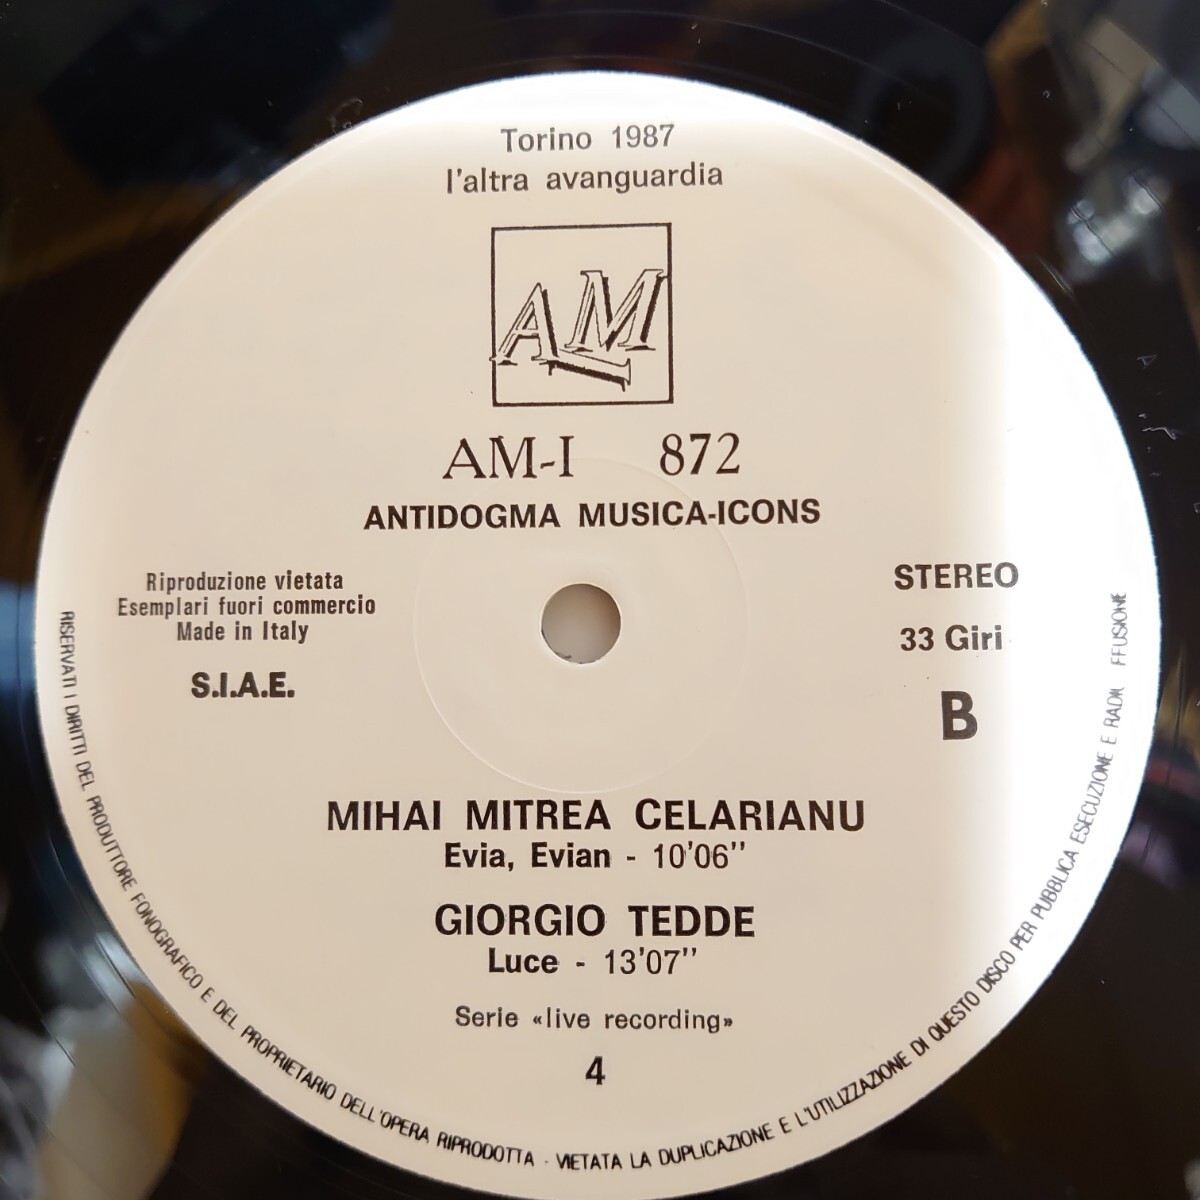 Torino 1987
l'altra avanguardia
AM
AM-I 872
ANTIDOGMA MUSICA-ICONS
Riproduzione vietata
Esemplari fuori commercio
Made in Italy
S.I.A.E.
STEREO
33 Giri
B
MIHAI MITREA CELARIANU
Evia, Evian - 10'06''
GIORGIO TEDDE
Luce - 13'07''
Serie «live recording»
4
RISERVATI I DIRITTI DEL PRODUTTORE FONOGRAFICO E DEL PROPRIETARIO DELL'OPERA RIPRODOTTA · VIETATA LA DUPLICAZIONE E L'UTILIZZAZIONE DI QUESTO DISCO PER PUBBLICA ESECUZIONE E